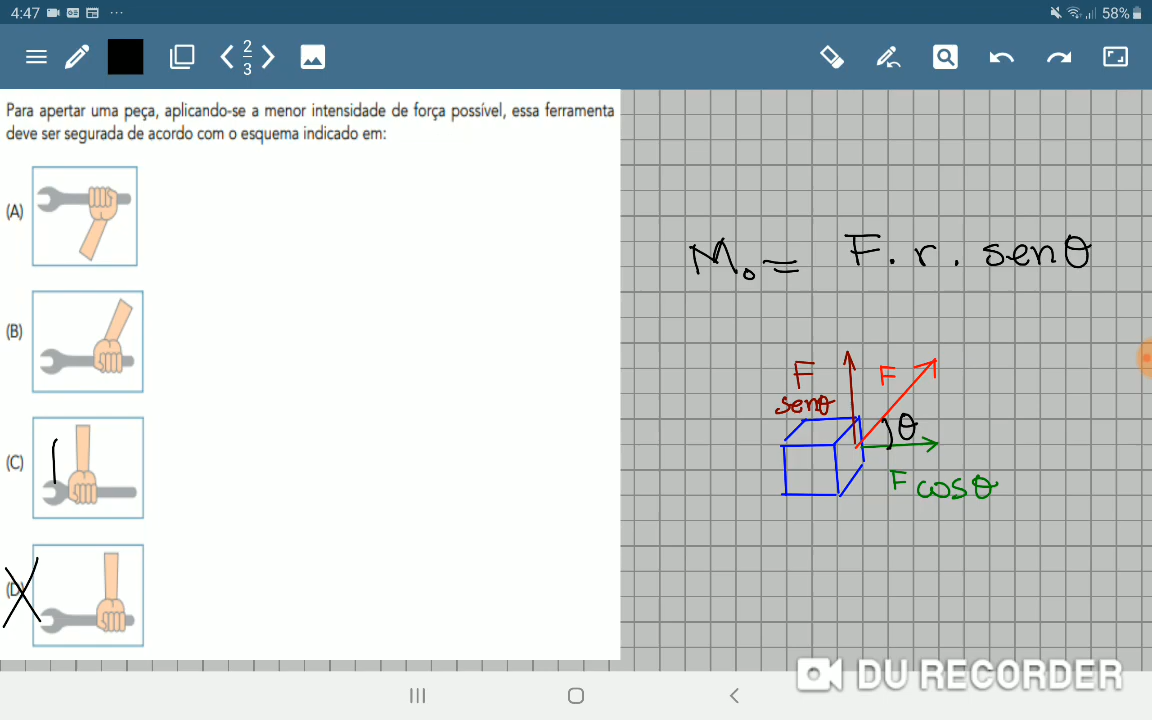 4:47 ··· 58%
2
3
Para apertar uma peça, aplicando-se a menor intensidade de força possível, essa ferramenta
deve ser segurada de acordo com o esquema indicado em:
(A)
(B)
(C)
(D)
M₀ = F. r. senθ
F
senθ
F
θ
F cosθ
DU RECORDER